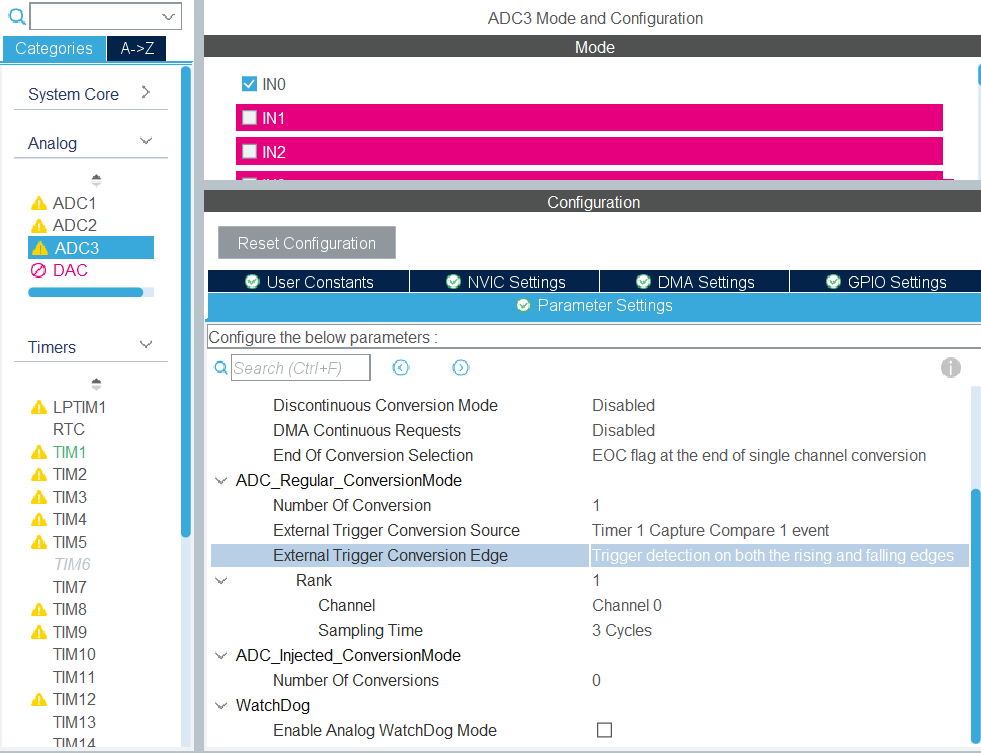 Categories
A->Z
System Core
Analog
ADC1
ADC2
ADC3
DAC
Timers
LPTIM1
RTC
TIM1
TIM2
TIM3
TIM4
TIM5
TIM6
TIM7
TIM8
TIM9
TIM10
TIM11
TIM12
TIM13
TIM14
ADC3 Mode and Configuration
Mode
IN0
IN1
IN2
Configuration
Reset Configuration
User Constants
NVIC Settings
DMA Settings
GPIO Settings
Parameter Settings
Configure the below parameters :
Search (Ctrl+F)
Discontinuous Conversion Mode Disabled
DMA Continuous Requests Disabled
End Of Conversion Selection EOC flag at the end of single channel conversion
ADC_Regular_ConversionMode
Number Of Conversion 1
External Trigger Conversion Source Timer 1 Capture Compare 1 event
External Trigger Conversion Edge Trigger detection on both the rising and falling edges
Rank 1
Channel Channel 0
Sampling Time 3 Cycles
ADC_Injected_ConversionMode
Number Of Conversions 0
WatchDog
Enable Analog WatchDog Mode